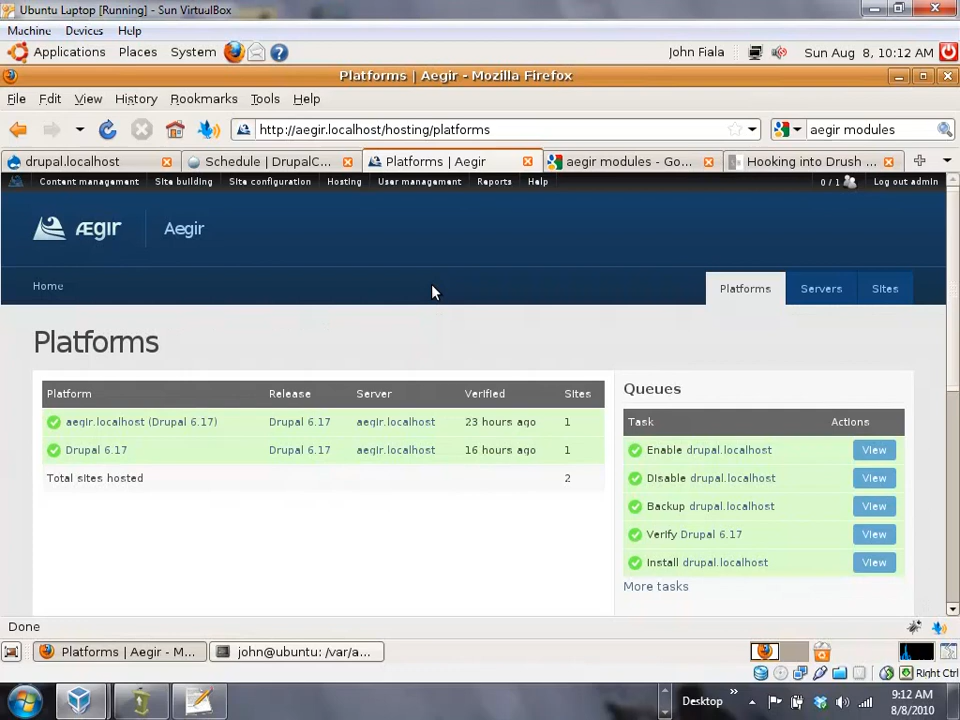 Ubuntu Laptop [Running] - Sun VirtualBox
Machine Devices Help
Applications Places System John Fiala Sun Aug 8, 10:12 AM
Platforms | Aegir - Mozilla Firefox
File Edit View History Bookmarks Tools Help
http://aegir.localhost/hosting/platforms aegir modules
drupal.localhost Schedule | DrupalC... Platforms | Aegir aegir modules - Go... Hooking into Drush ...
Content management Site building Site configuration Hosting User management Reports Help 0 / 1 Log out admin
ÆGIR Aegir
Home Platforms Servers Sites
Platforms
Platform Release Server Verified Sites
aegir.localhost (Drupal 6.17) Drupal 6.17 aegir.localhost 23 hours ago 1
Drupal 6.17 Drupal 6.17 aegir.localhost 16 hours ago 1
Total sites hosted 2
Queues
Task Actions
Enable drupal.localhost View
Disable drupal.localhost View
Backup drupal.localhost View
Verify Drupal 6.17 View
Install drupal.localhost View
More tasks
Done
Platforms | Aegir - M... john@ubuntu: /var/a...
Right Ctrl
Desktop » 9:12 AM
8/8/2010